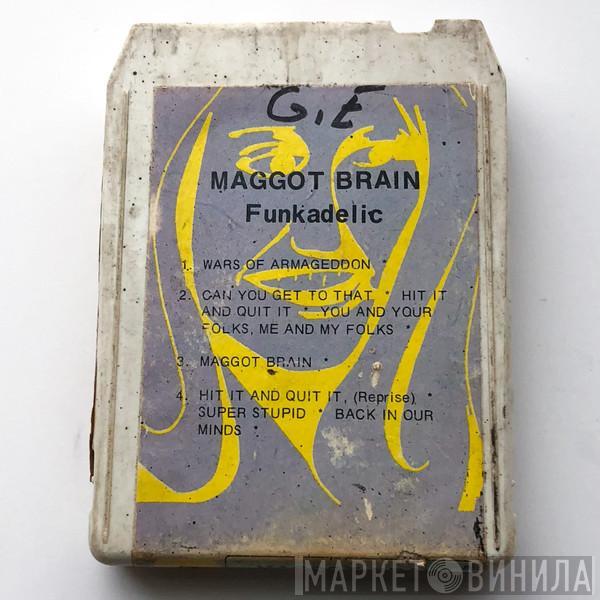 G.E
MAGGOT BRAIN
Funkadelic
1. WARS OF ARMAGEDDON *
2. CAN YOU GET TO THAT * HIT IT
AND QUIT IT * YOU AND YOUR
FOLKS, ME AND MY FOLKS *
3. MAGGOT BRAIN *
4. HIT IT AND QUIT IT, (Reprise) *
SUPER STUPID * BACK IN OUR
MINDS *
МАРКЕТ ВИНИЛА